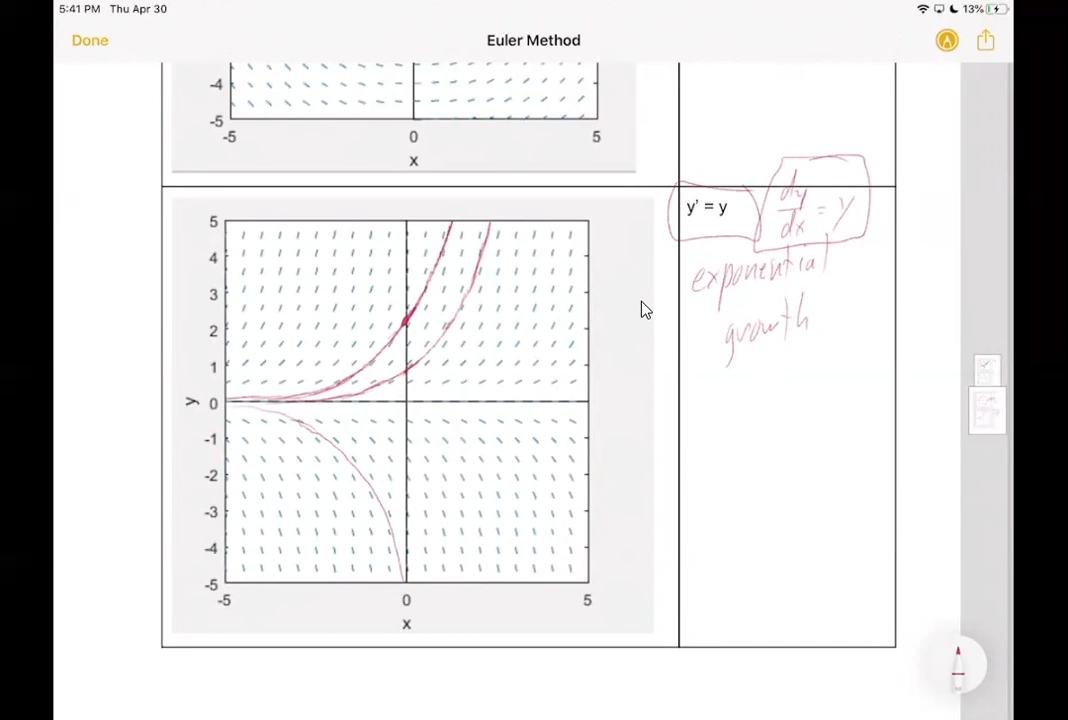 5:41 PM Thu Apr 30
13%
Done
Euler Method
-4
-5
-5 0 5
x
y' = y
dy/dx = y
exponential
growth
5
4
3
2
1
0
-1
-2
-3
-4
-5
y
-5 0 5
x